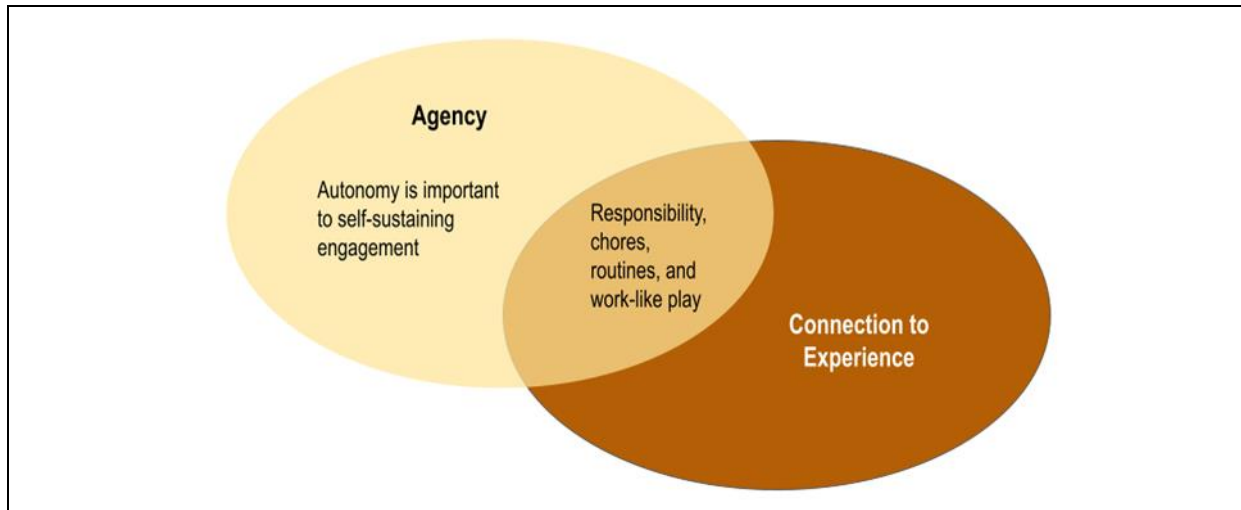 Agency
Autonomy is important
to self-sustaining
engagement
Responsibility,
chores,
routines, and
work-like play
Connection to
Experience